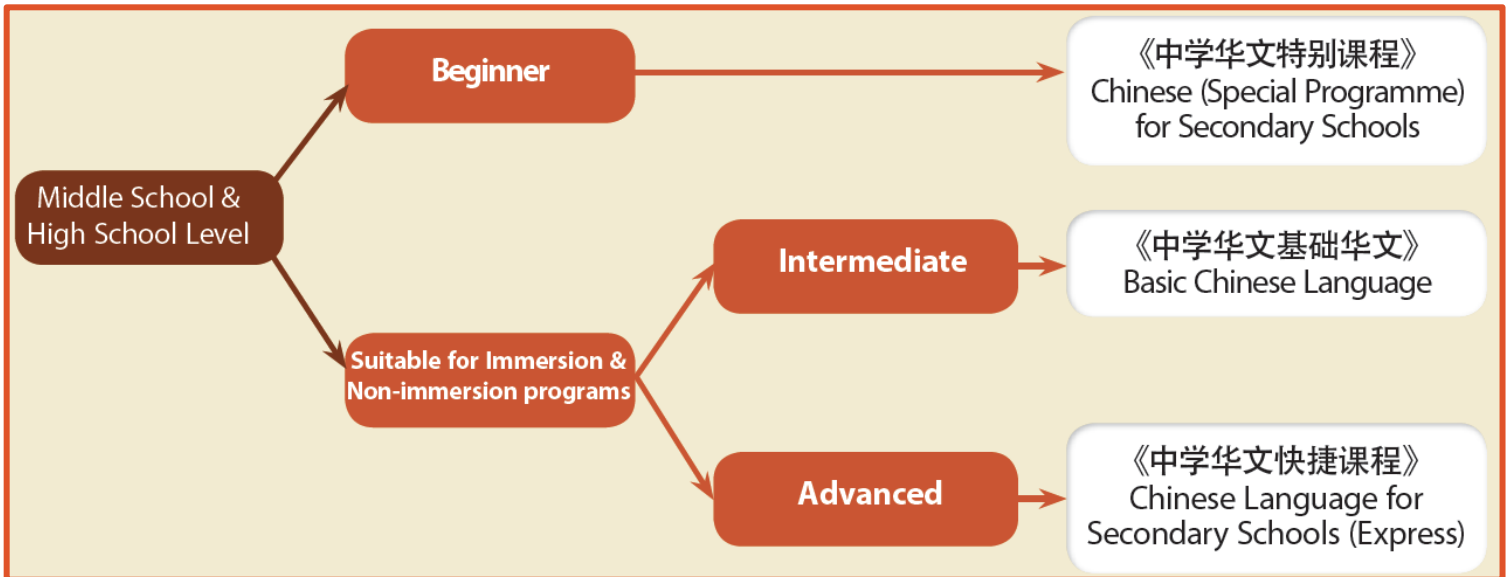 Middle School &
High School Level
Beginner
《中学华文特别课程》
Chinese (Special Programme)
for Secondary Schools
Suitable for Immersion &
Non-immersion programs
Intermediate
《中学华文基础华文》
Basic Chinese Language
Advanced
《中学华文快捷课程》
Chinese Language for
Secondary Schools (Express)